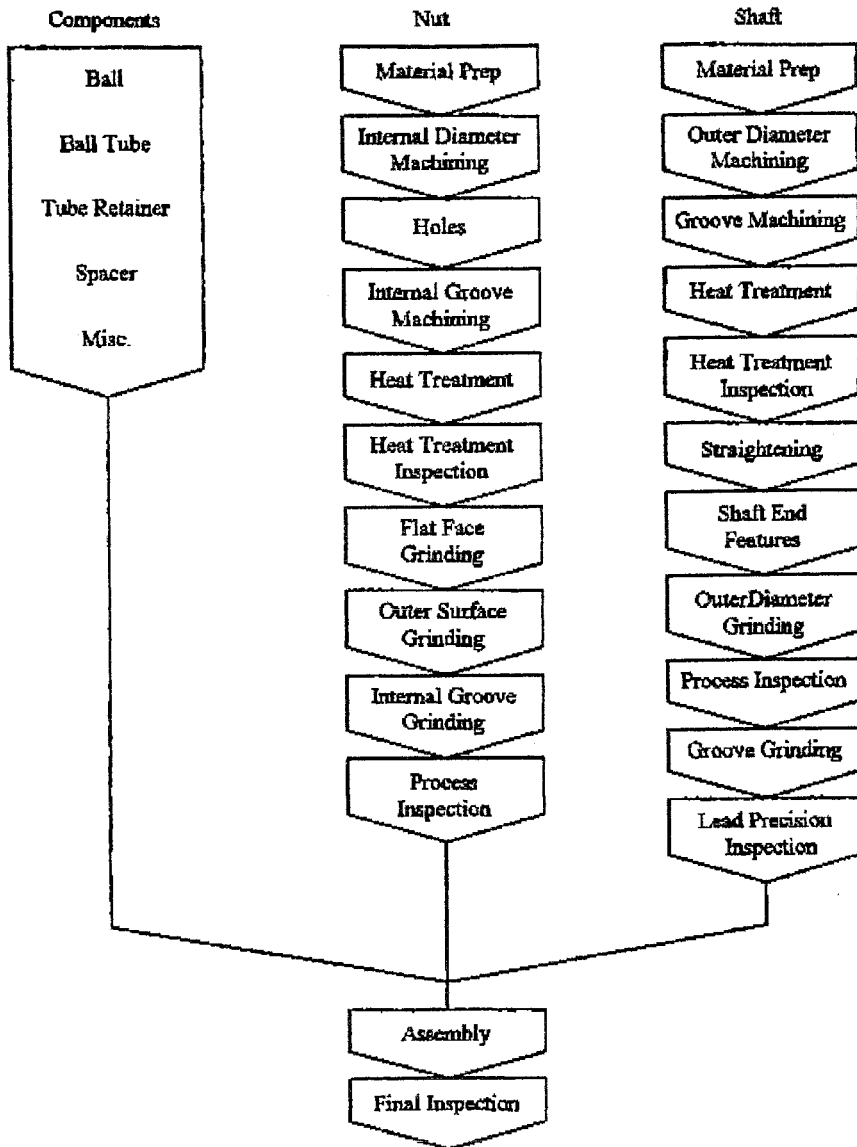 Components
Ball
Ball Tube
Tube Retainer
Spacer
Misc.
Nut
Material Prep
Internal Diameter
Machining
Holes
Internal Groove
Machining
Heat Treatment
Heat Treatment
Inspection
Flat Face
Grinding
Outer Surface
Grinding
Internal Groove
Grinding
Process
Inspection
Shaft
Material Prep
Outer Diameter
Machining
Groove Machining
Heat Treatment
Heat Treatment
Inspection
Straightening
Shaft End
Features
OuterDiameter
Grinding
Process Inspection
Groove Grinding
Lead Precision
Inspection
Assembly
Final Inspection